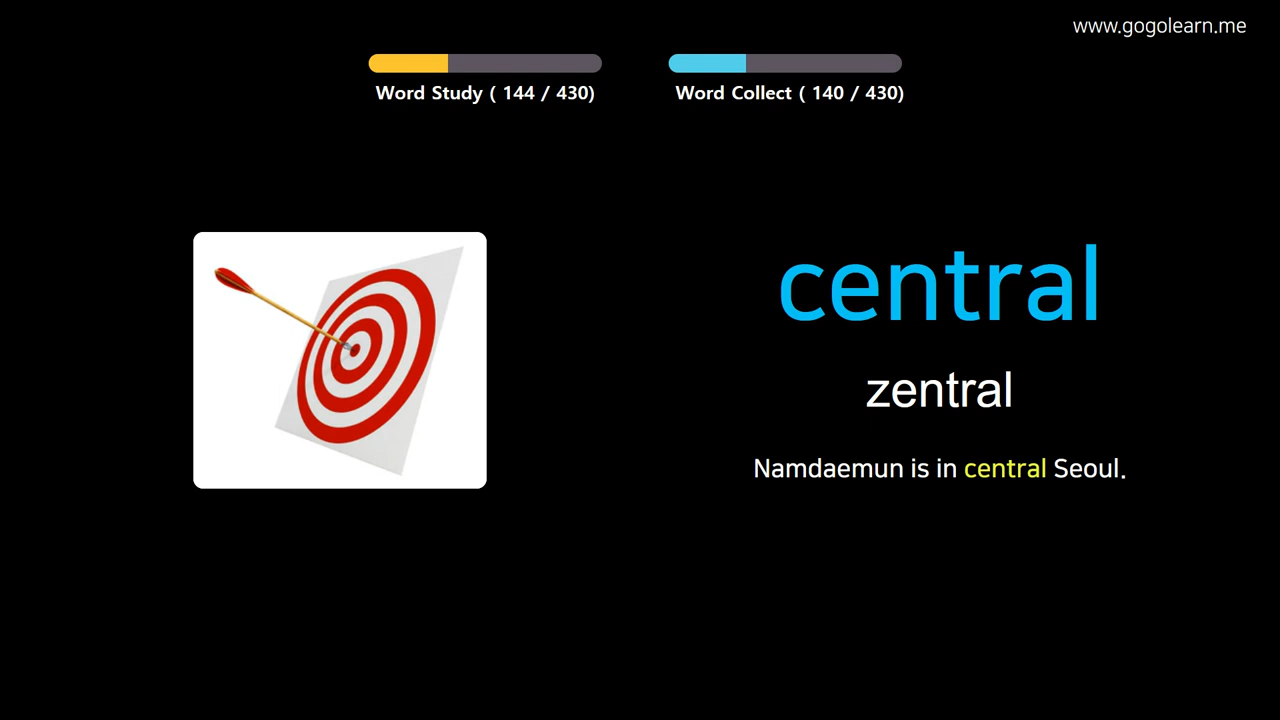 www.gogolearn.me
Word Study ( 144 / 430)
Word Collect ( 140 / 430)
central
zentral
Namdaemun is in central Seoul.